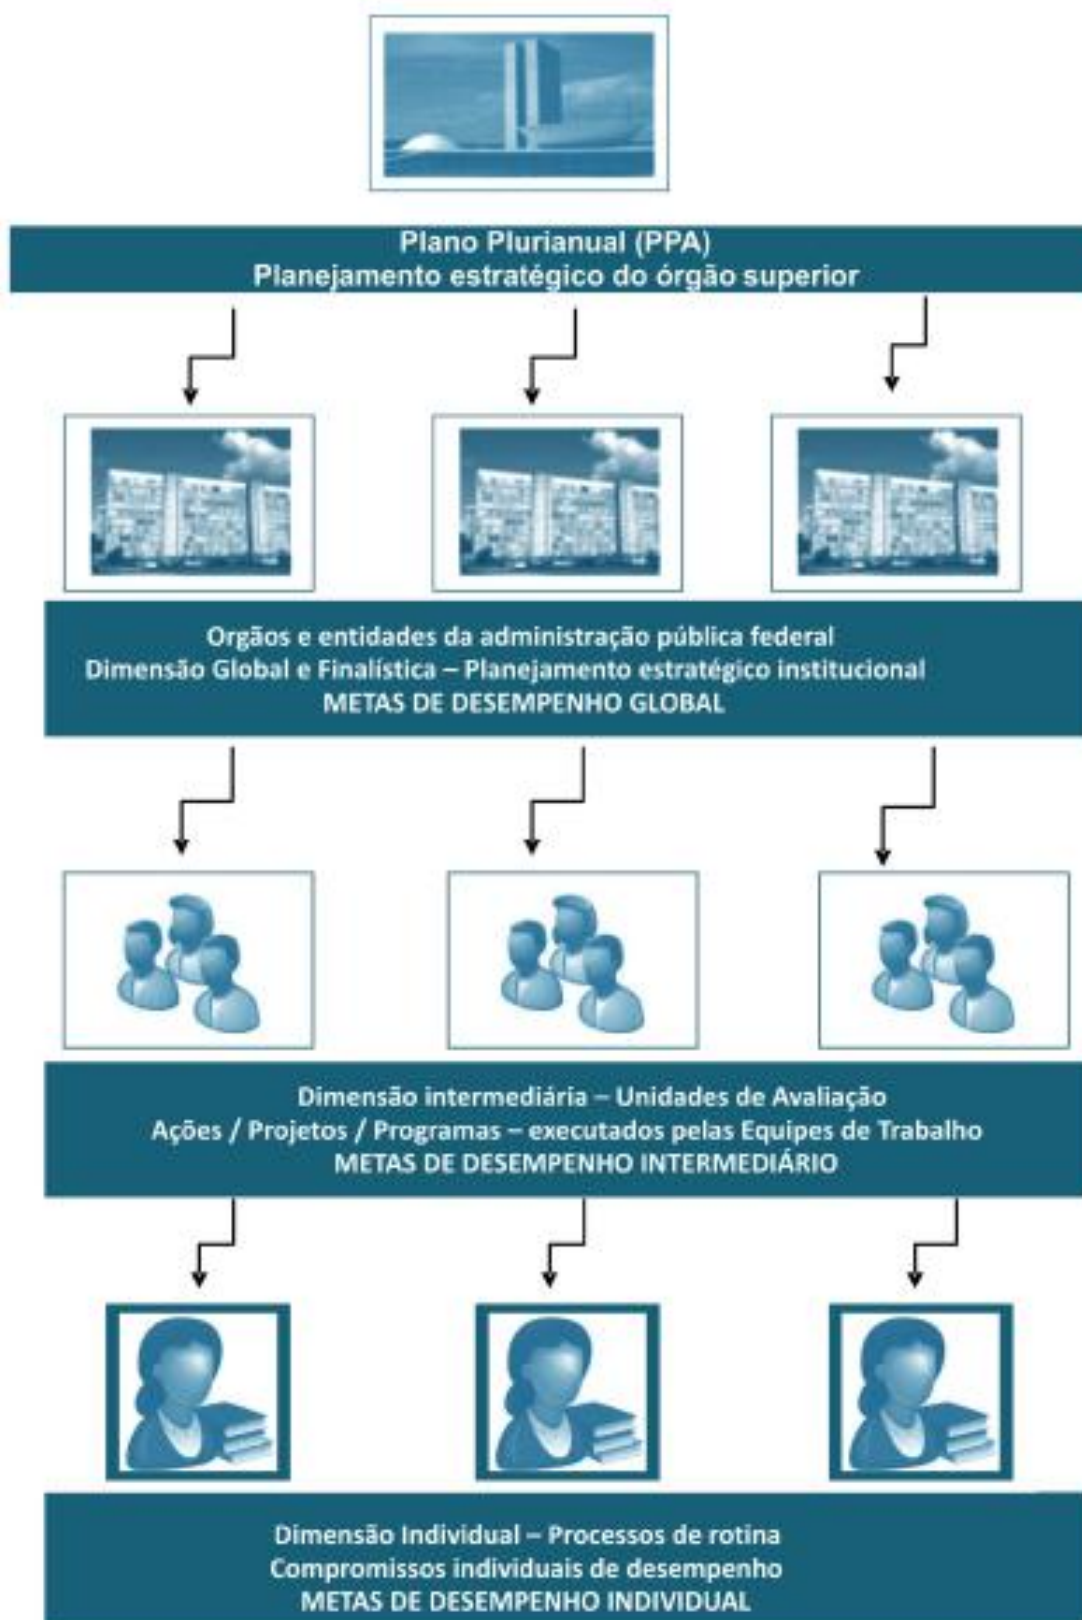 Plano Plurianual (PPA)
Planejamento estratégico do órgão superior
Orgãos e entidades da administração pública federal
Dimensão Global e Finalística – Planejamento estratégico institucional
METAS DE DESEMPENHO GLOBAL
Dimensão intermediária – Unidades de Avaliação
Ações / Projetos / Programas – executados pelas Equipes de Trabalho
METAS DE DESEMPENHO INTERMEDIÁRIO
Dimensão Individual – Processos de rotina
Compromissos individuais de desempenho
METAS DE DESEMPENHO INDIVIDUAL